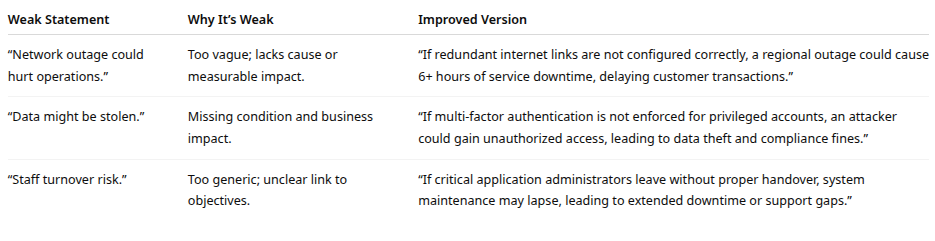 Weak Statement Why It’s Weak Improved Version
“Network outage could Too vague; lacks cause or “If redundant internet links are not configured correctly, a regional outage could cause
hurt operations.” measurable impact. 6+ hours of service downtime, delaying customer transactions.”
“Data might be stolen.” Missing condition and business “If multi-factor authentication is not enforced for privileged accounts, an attacker
impact. could gain unauthorized access, leading to data theft and compliance fines.”
“Staff turnover risk.” Too generic; unclear link to “If critical application administrators leave without proper handover, system
objectives. maintenance may lapse, leading to extended downtime or support gaps.”